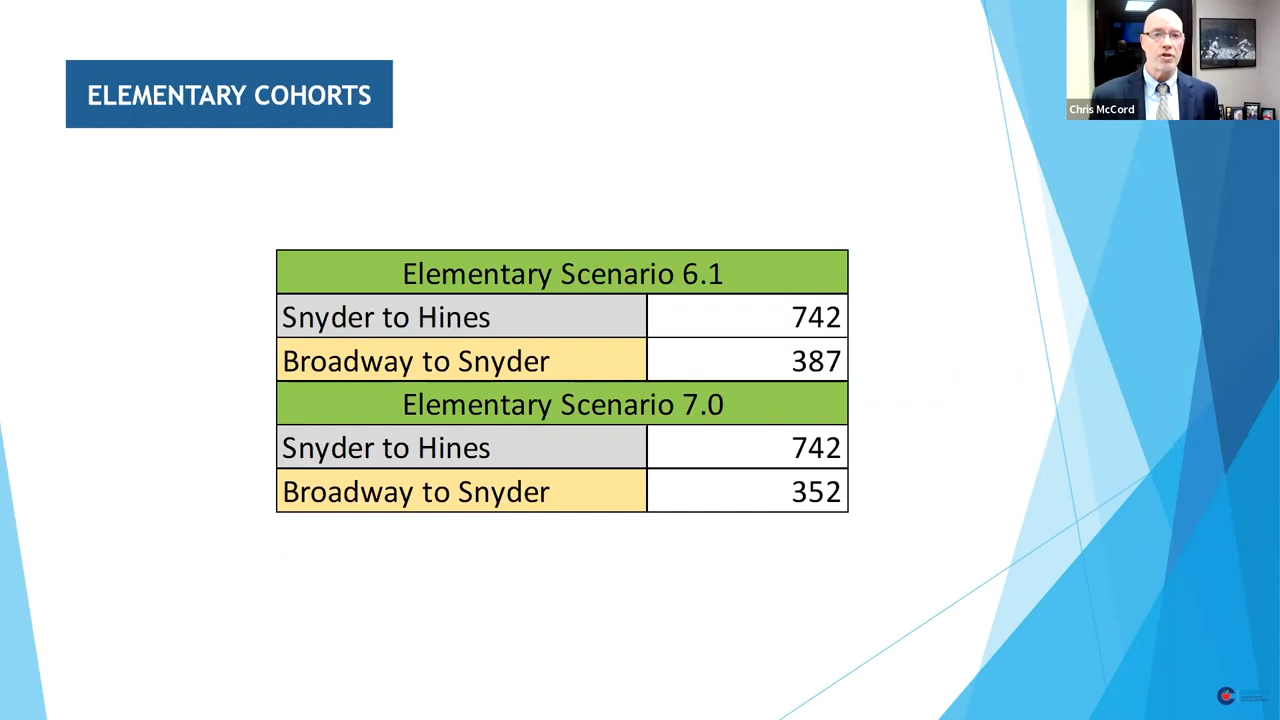 ELEMENTARY COHORTS
Chris McCord
Elementary Scenario 6.1
Snyder to Hines 742
Broadway to Snyder 387
Elementary Scenario 7.0
Snyder to Hines 742
Broadway to Snyder 352